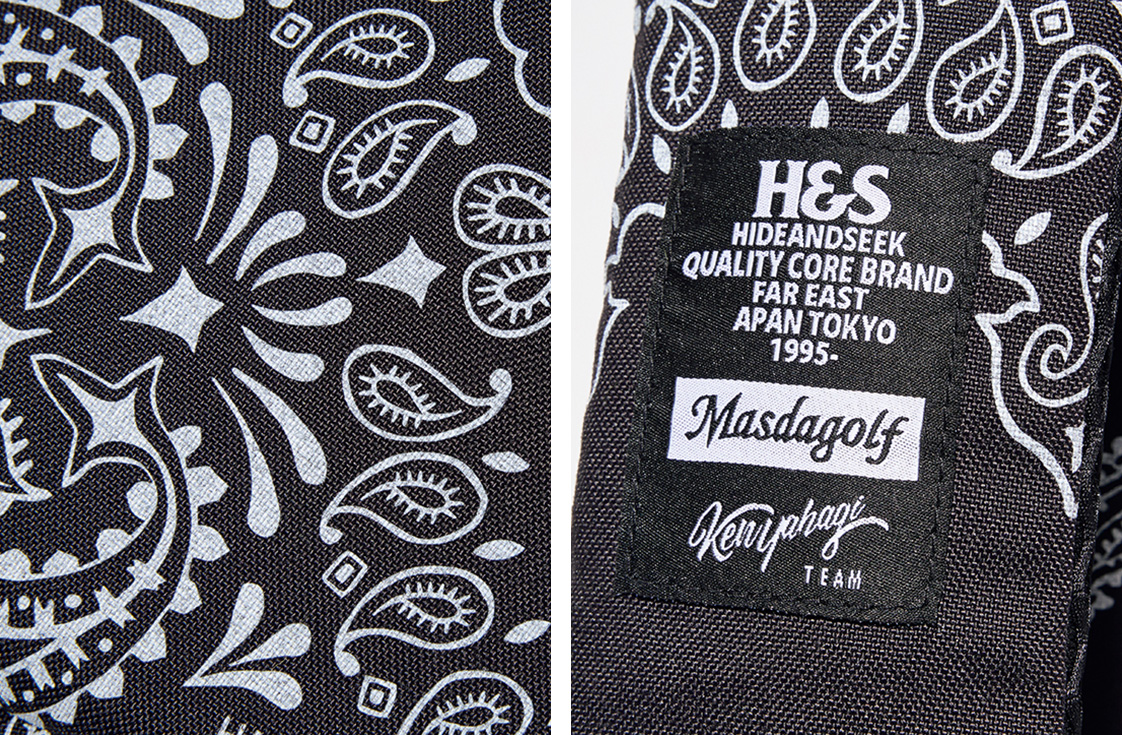 H&S
HIDEANDSEEK
QUALITY CORE BRAND
FAR EAST
APAN TOKYO
1995-
Masdagolf
Kenyahagi
TEAM